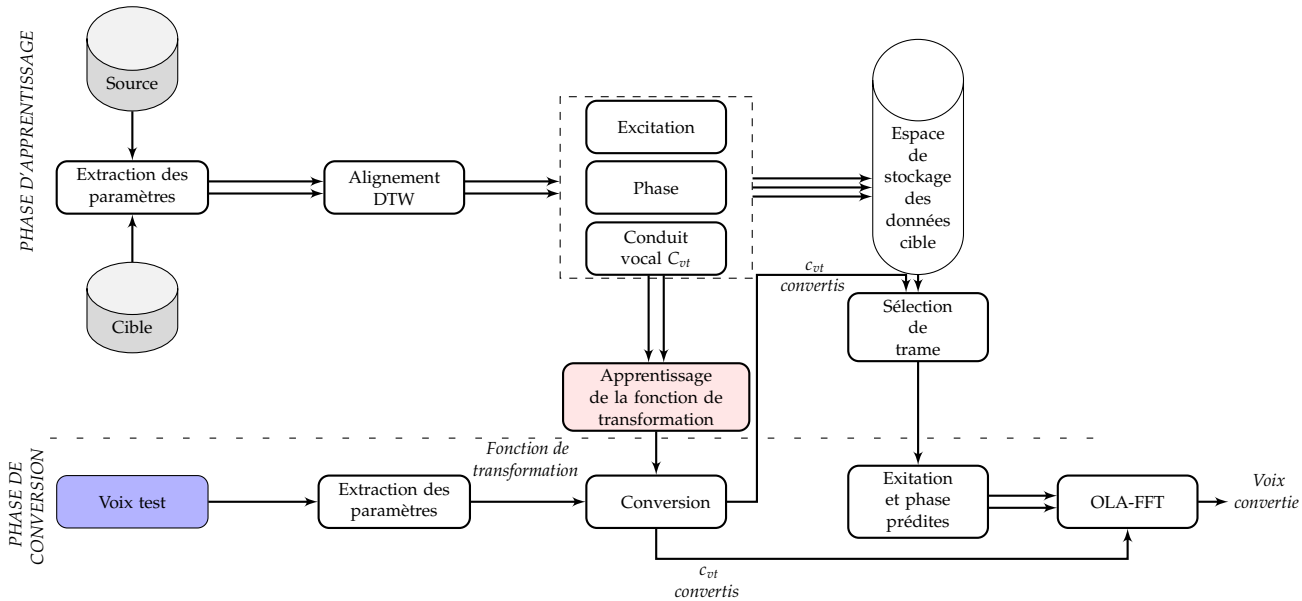 PHASE D'APPRENTISSAGE
Source
Extraction des
paramètres
Cible
Alignement
DTW
Excitation
Phase
Conduit
vocal C_vt
Espace
de
stockage
des
données
cible
c_vt
convertis
Sélection
de
trame
Apprentissage
de la fonction de
transformation
PHASE DE
CONVERSION
Voix test
Extraction des
paramètres
Fonction de
transformation
Conversion
Exitation
et phase
prédites
OLA-FFT
Voix
convertie
c_vt
convertis